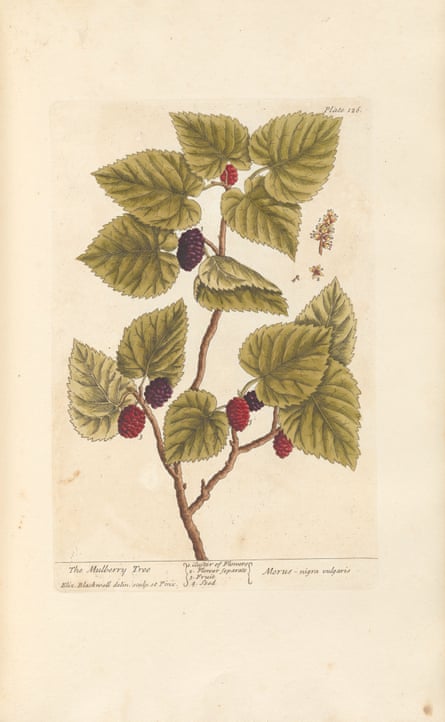 Plate 126.
The Mulberry Tree
Eliz. Blackwell delin. sculp. et Pinx.
1. Cluster of Flowers
2. Flower separate
3. Fruit
4. Seed
Morus - nigra vulgaris